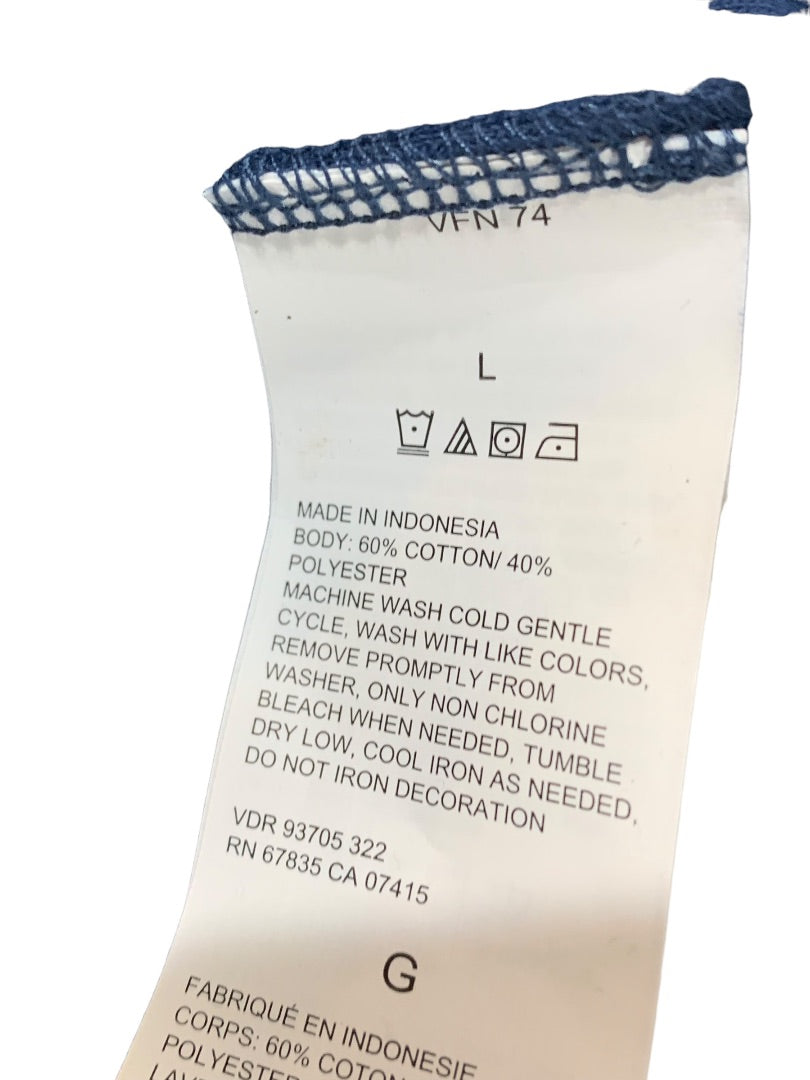 VFN 74
L
MADE IN INDONESIA
BODY: 60% COTTON/ 40%
POLYESTER
MACHINE WASH COLD GENTLE
CYCLE, WASH WITH LIKE COLORS,
REMOVE PROMPTLY FROM
WASHER, ONLY NON CHLORINE
BLEACH WHEN NEEDED, TUMBLE
DRY LOW, COOL IRON AS NEEDED,
DO NOT IRON DECORATION
VDR 93705 322
RN 67835 CA 07415
G
FABRIQUÉ EN INDONESIE
CORPS: 60%